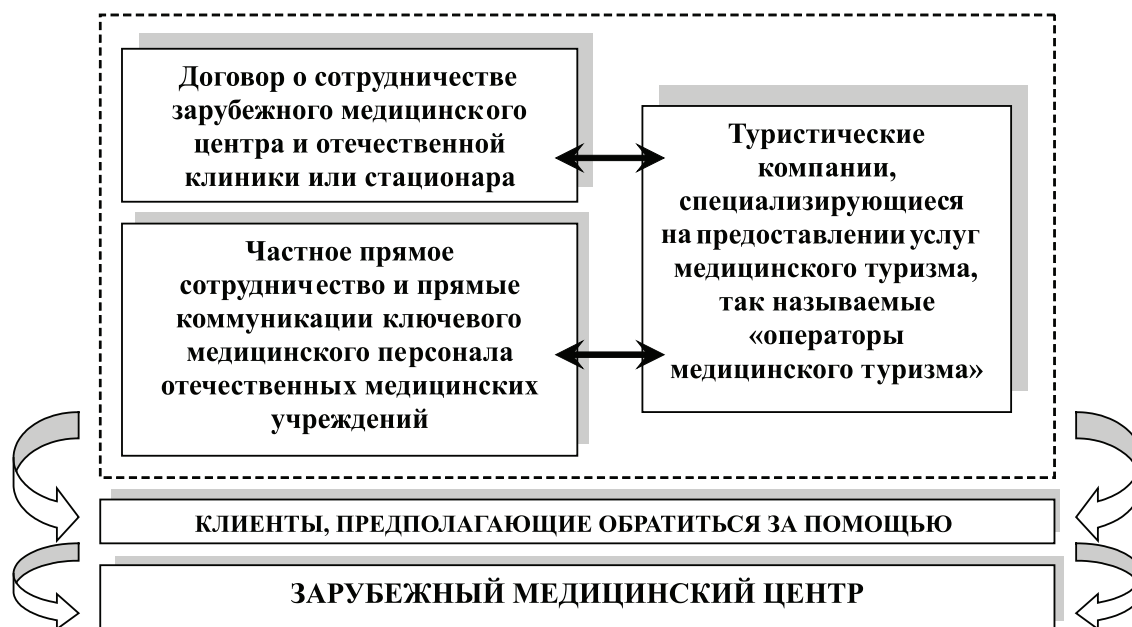 Договор о сотрудничестве
зарубежного медицинского
центра и отечественной
клиники или стационара
Частное прямое
сотрудничество и прямые
коммуникации ключевого
медицинского персонала
отечественных медицинских
учреждений
Туристические
компании,
специализирующиеся
на предоставлении услуг
медицинского туризма,
так называемые
«операторы
медицинского туризма»
КЛИЕНТЫ, ПРЕДПОЛАГАЮЩИЕ ОБРАТИТЬСЯ ЗА ПОМОЩЬЮ
ЗАРУБЕЖНЫЙ МЕДИЦИНСКИЙ ЦЕНТР